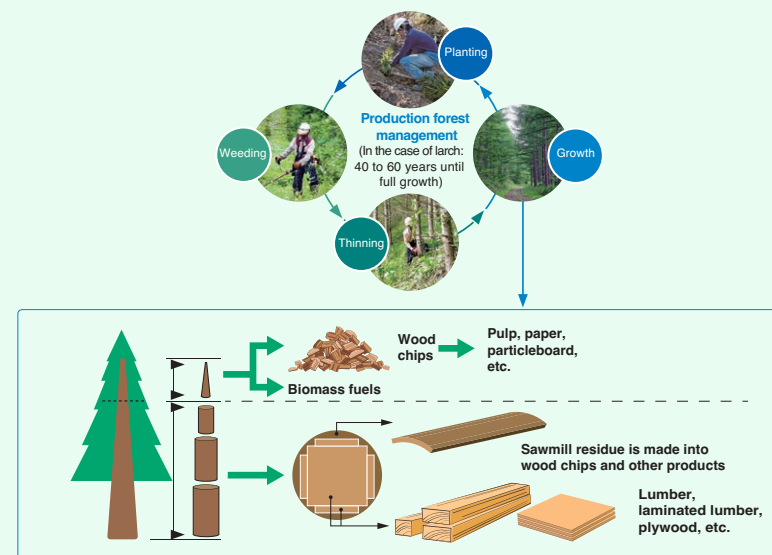 Planting
Production forest
management
(In the case of larch:
40 to 60 years until
full growth)
Weeding
Growth
Thinning
Wood
chips
Pulp, paper,
particleboard,
etc.
Biomass fuels
Sawmill residue is made into
wood chips and other products
Lumber,
laminated lumber,
plywood, etc.